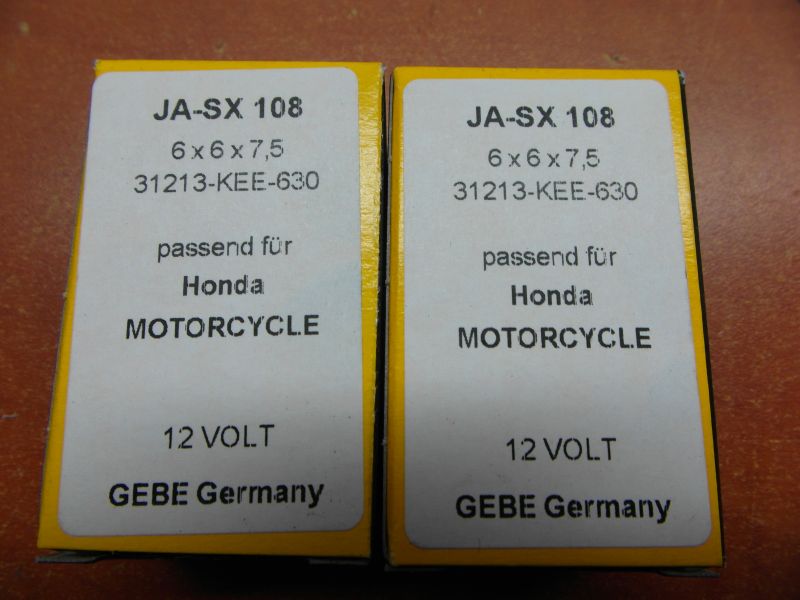 JA-SX 108
6 x 6 x 7,5
31213-KEE-630
passend für
Honda
MOTORCYCLE
12 VOLT
GEBE Germany
JA-SX 108
6 x 6 x 7,5
31213-KEE-630
passend für
Honda
MOTORCYCLE
12 VOLT
GEBE Germany